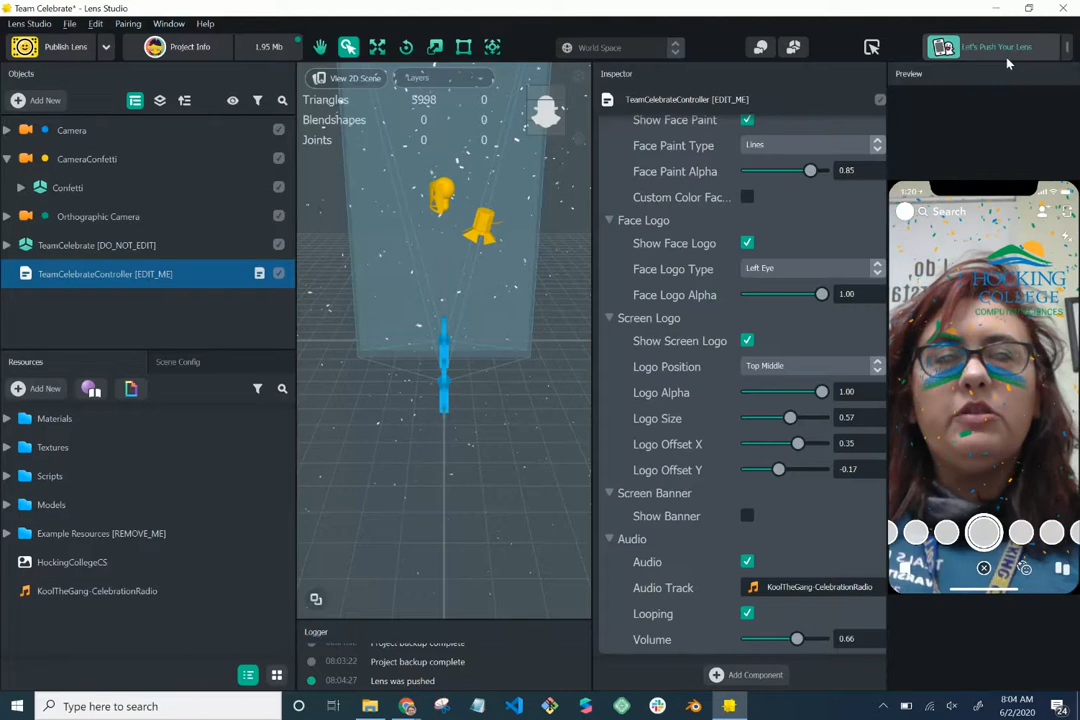 Team Celebrate* - Lens Studio
Lens Studio File Edit Pairing Window Help
Publish Lens
Project Info
1.95 Mb
World Space
Let's Push Your Lens
Objects
Add New
Camera
CameraConfetti
Confetti
Orthographic Camera
TeamCelebrate [DO_NOT_EDIT]
TeamCelebrateController [EDIT_ME]
Resources
Scene Config
Add New
Materials
Textures
Scripts
Models
Example Resources [REMOVE_ME]
HockingCollegeCS
KoolTheGang-CelebrationRadio
View 2D Scene
Layers
Triangles 5998 0
Blendshapes 0 0
Joints 0 0
Logger
Project backup complete
08:03:22 Project backup complete
08:04:27 Lens was pushed
Inspector
TeamCelebrateController [EDIT_ME]
Show Face Paint
Face Paint Type Lines
Face Paint Alpha 0.85
Custom Color Fac...
Face Logo
Show Face Logo
Face Logo Type Left Eye
Face Logo Alpha 1.00
Screen Logo
Show Screen Logo
Logo Position Top Middle
Logo Alpha 1.00
Logo Size 0.57
Logo Offset X 0.35
Logo Offset Y -0.17
Screen Banner
Show Banner
Audio
Audio
Audio Track KoolTheGang-CelebrationRadio
Looping
Volume 0.66
Add Component
Preview
1:20
Search
HOCKING
COLLEGE
COMPUTER SCIENCES
Type here to search
8:04 AM
6/2/2020
24